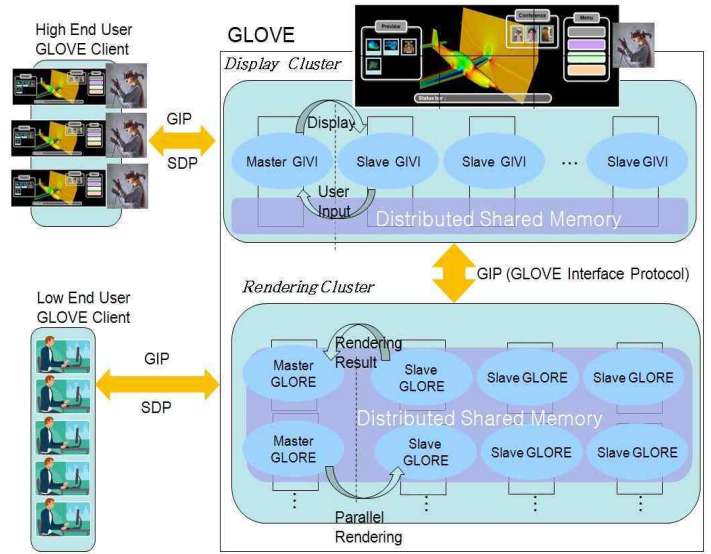 High End User
GLOVE Client
GIP
SDP
GLOVE
Display Cluster
Preview
Conference
Menu
Status bar
Display
Master GIVI
Slave GIVI
Slave GIVI
...
Slave GIVI
User
Input
Distributed Shared Memory
GIP (GLOVE Interface Protocol)
Low End User
GLOVE Client
GIP
SDP
Rendering Cluster
Rendering
Result
Master
GLORE
Slave
GLORE
Slave GLORE
Slave GLORE
Distributed Shared Memory
Master
GLORE
Slave
GLORE
Slave GLORE
Slave GLORE
Parallel
Rendering